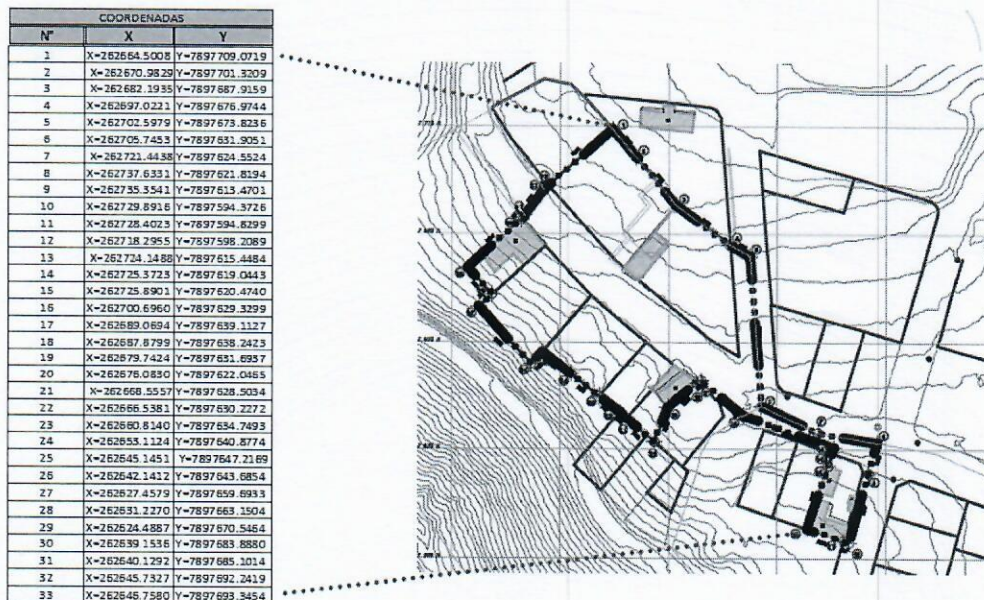 COORDENADAS
N° X Y
1 X=262664.5008 Y=7897709.0719
2 X=262670.9829 Y=7897701.3209
3 X=262682.1935 Y=7897687.9159
4 X=262697.0221 Y=7897676.9744
5 X=262702.5979 Y=7897673.8236
6 X=262705.7453 Y=7897631.9051
7 X=262721.4438 Y=7897624.5524
8 X=262737.6331 Y=7897621.8194
9 X=262735.3541 Y=7897613.4701
10 X=262729.8916 Y=7897594.3726
11 X=262728.4023 Y=7897594.8299
12 X=262718.2955 Y=7897598.2089
13 X=262724.1488 Y=7897615.4484
14 X=262725.3723 Y=7897619.0443
15 X=262725.8901 Y=7897620.4740
16 X=262700.6960 Y=7897629.3299
17 X=262689.0694 Y=7897639.1127
18 X=262687.8799 Y=7897638.2423
19 X=262679.7424 Y=7897631.6937
20 X=262676.0830 Y=7897622.0465
21 X=262668.5557 Y=7897628.5034
22 X=262666.5381 Y=7897630.2272
23 X=262660.8140 Y=7897634.7493
24 X=262653.1124 Y=7897640.8774
25 X=262645.1451 Y=7897647.2169
26 X=262642.1412 Y=7897643.6854
27 X=262627.4579 Y=7897659.6933
28 X=262631.2270 Y=7897663.1504
29 X=262624.4887 Y=7897670.5464
30 X=262639.1536 Y=7897683.8880
31 X=262640.1292 Y=7897685.1014
32 X=262645.7327 Y=7897692.2419
33 X=262646.7580 Y=7897693.3454